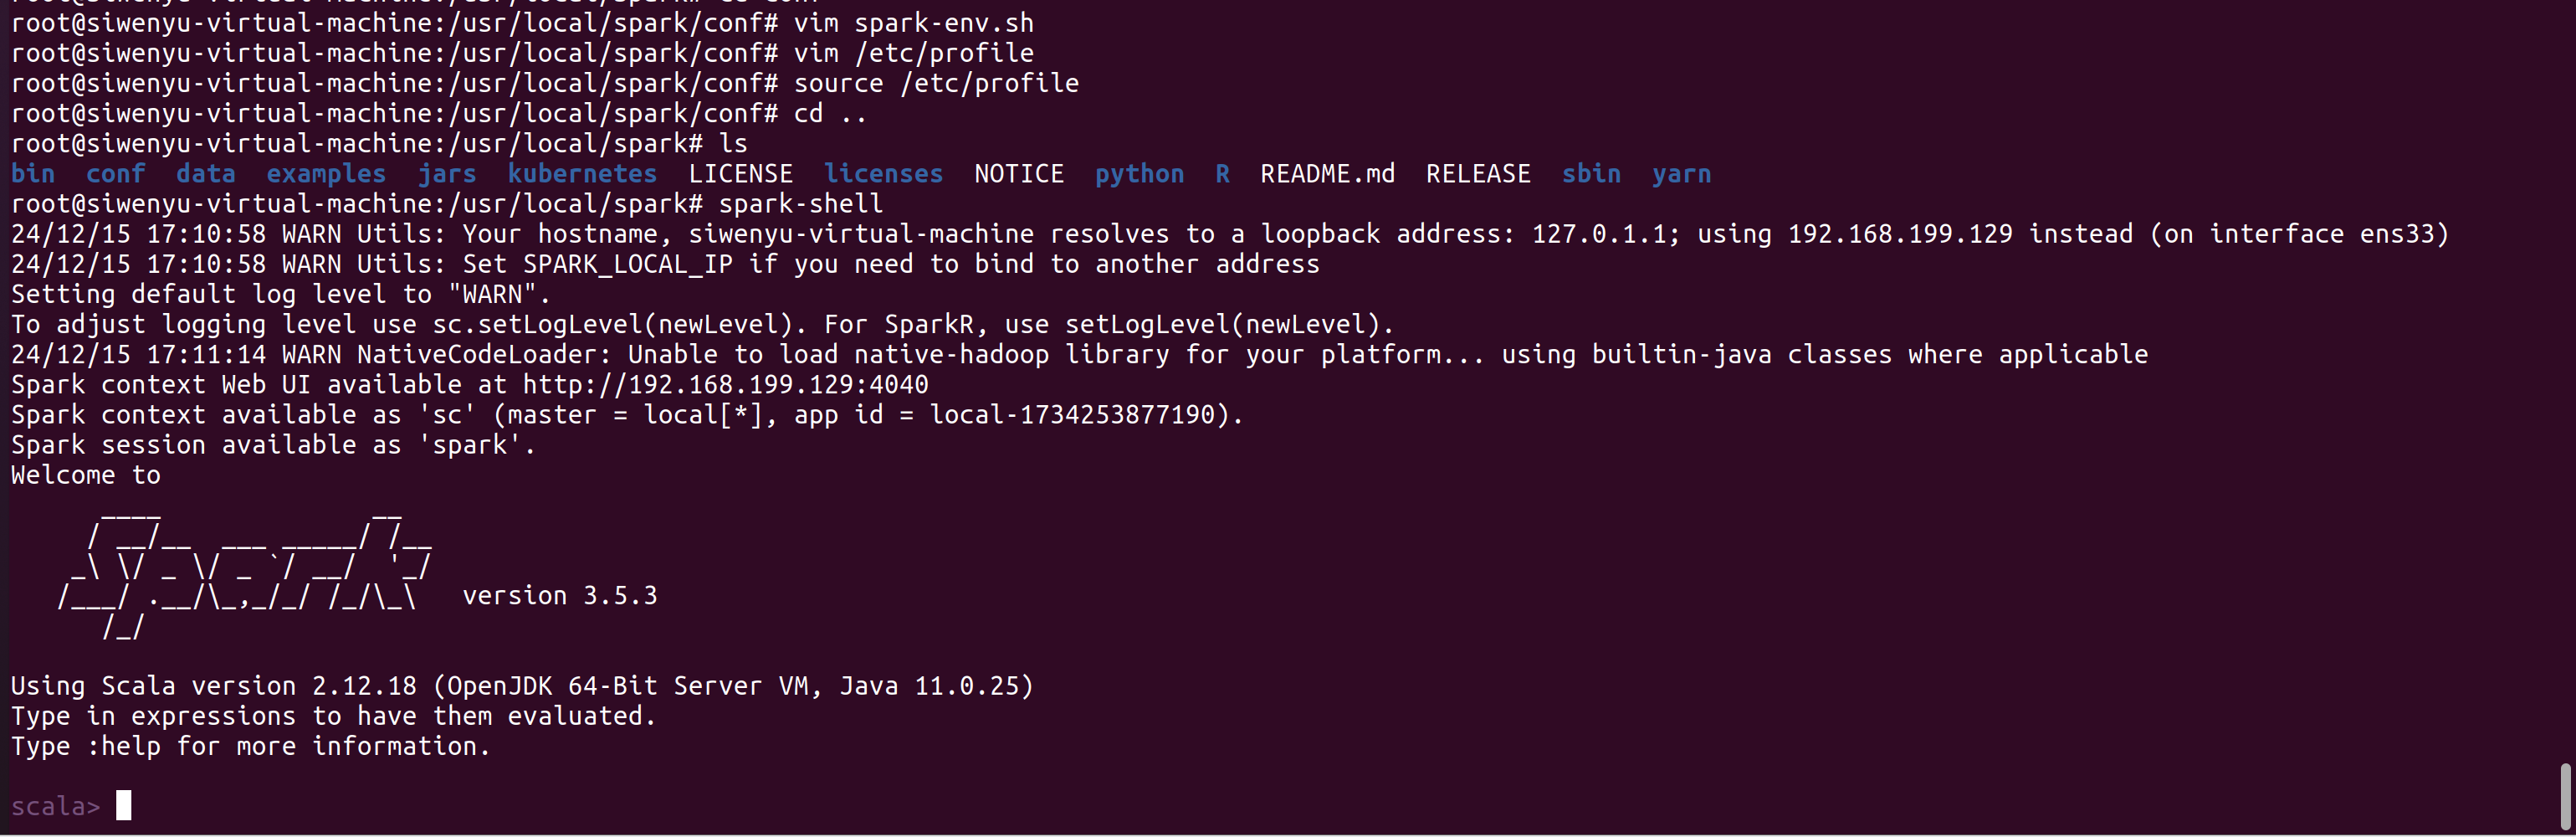 root@siwenyu-virtual-machine:/usr/local/spark/conf# vim spark-env.sh
root@siwenyu-virtual-machine:/usr/local/spark/conf# vim /etc/profile
root@siwenyu-virtual-machine:/usr/local/spark/conf# source /etc/profile
root@siwenyu-virtual-machine:/usr/local/spark/conf# cd ..
root@siwenyu-virtual-machine:/usr/local/spark# ls
bin  conf  data  examples  jars  kubernetes  LICENSE  licenses  NOTICE  python  R  README.md  RELEASE  sbin  yarn
root@siwenyu-virtual-machine:/usr/local/spark# spark-shell
24/12/15 17:10:58 WARN Utils: Your hostname, siwenyu-virtual-machine resolves to a loopback address: 127.0.1.1; using 192.168.199.129 instead (on interface ens33)
24/12/15 17:10:58 WARN Utils: Set SPARK_LOCAL_IP if you need to bind to another address
Setting default log level to "WARN".
To adjust logging level use sc.setLogLevel(newLevel). For SparkR, use setLogLevel(newLevel).
24/12/15 17:11:14 WARN NativeCodeLoader: Unable to load native-hadoop library for your platform... using builtin-java classes where applicable
Spark context Web UI available at http://192.168.199.129:4040
Spark context available as 'sc' (master = local[*], app id = local-1734253877190).
Spark session available as 'spark'.
Welcome to
      ____              __
     / __/__  ___ _____/ /__
    _\ \/ _ \/ _ `/ __/  '_/
   /___/ .__/\_,_/_/ /_/\_\   version 3.5.3
      /_/
Using Scala version 2.12.18 (OpenJDK 64-Bit Server VM, Java 11.0.25)
Type in expressions to have them evaluated.
Type :help for more information.
scala>